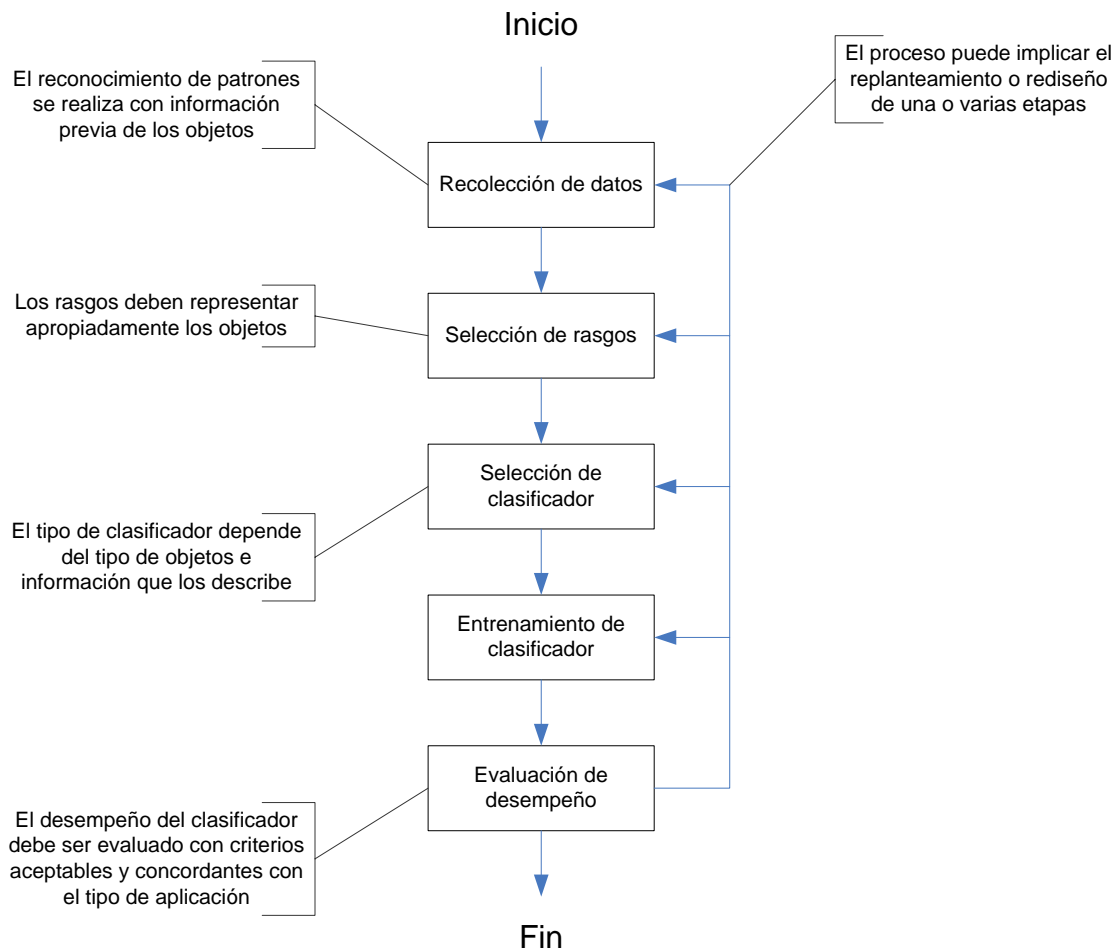 Inicio
El reconocimiento de patrones
se realiza con información
previa de los objetos
El proceso puede implicar el
replanteamiento o rediseño
de una o varias etapas
Recolección de datos
Los rasgos deben representar
apropiadamente los objetos
Selección de rasgos
Selección de
clasificador
El tipo de clasificador depende
del tipo de objetos e
información que los describe
Entrenamiento de
clasificador
Evaluación de
desempeño
El desempeño del clasificador
debe ser evaluado con criterios
aceptables y concordantes con
el tipo de aplicación
Fin